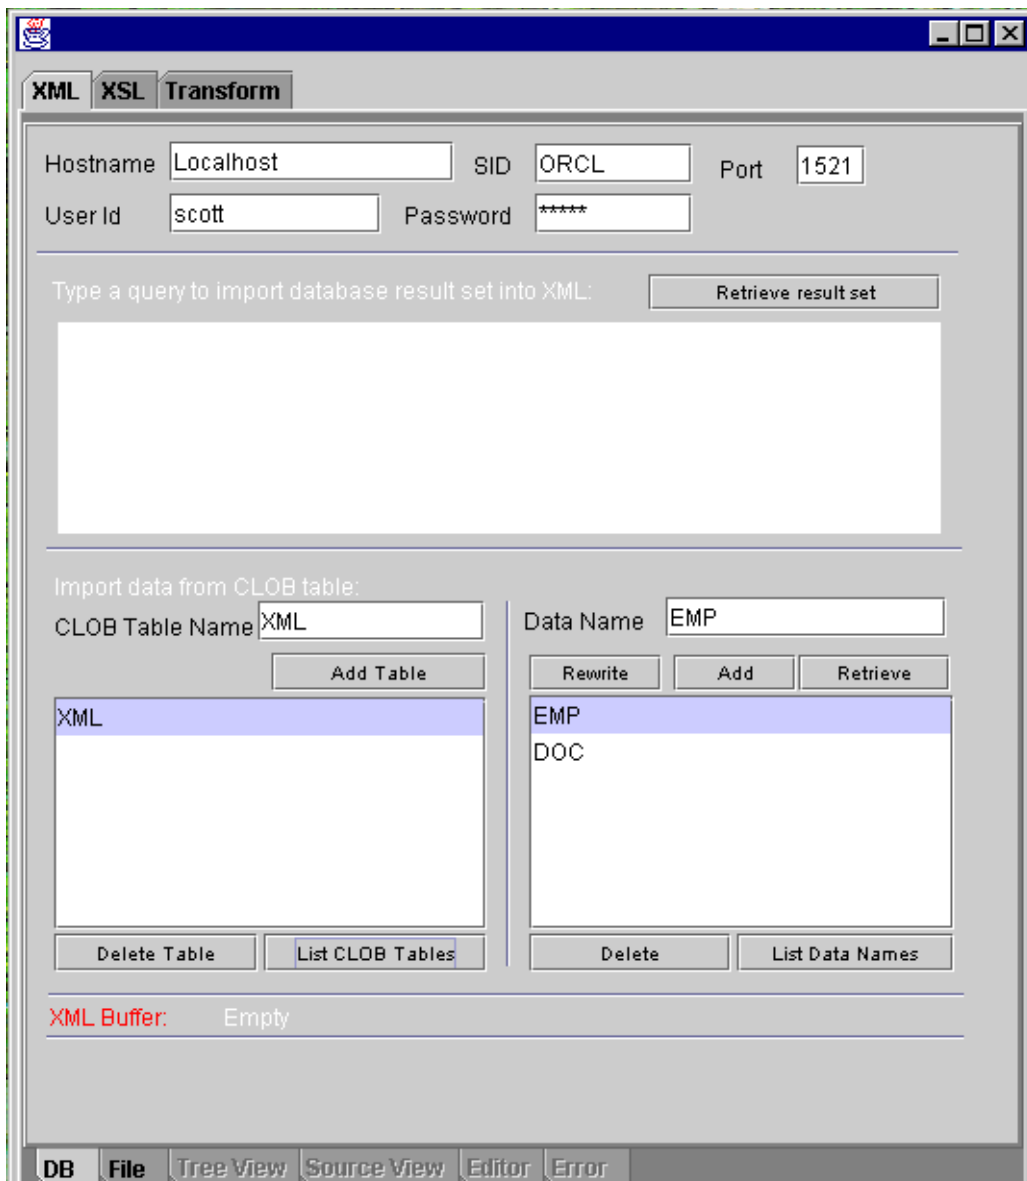 XML XSL Transform
Hostname Localhost SID ORCL Port 1521
User Id scott Password *****
Type a query to import database result set into XML: Retrieve result set
Import data from CLOB table:
CLOB Table Name XML Data Name EMP
Add Table Rewrite Add Retrieve
XML EMP
DOC
Delete Table List CLOB Tables Delete List Data Names
XML Buffer: Empty
DB File Tree View Source View Editor Error